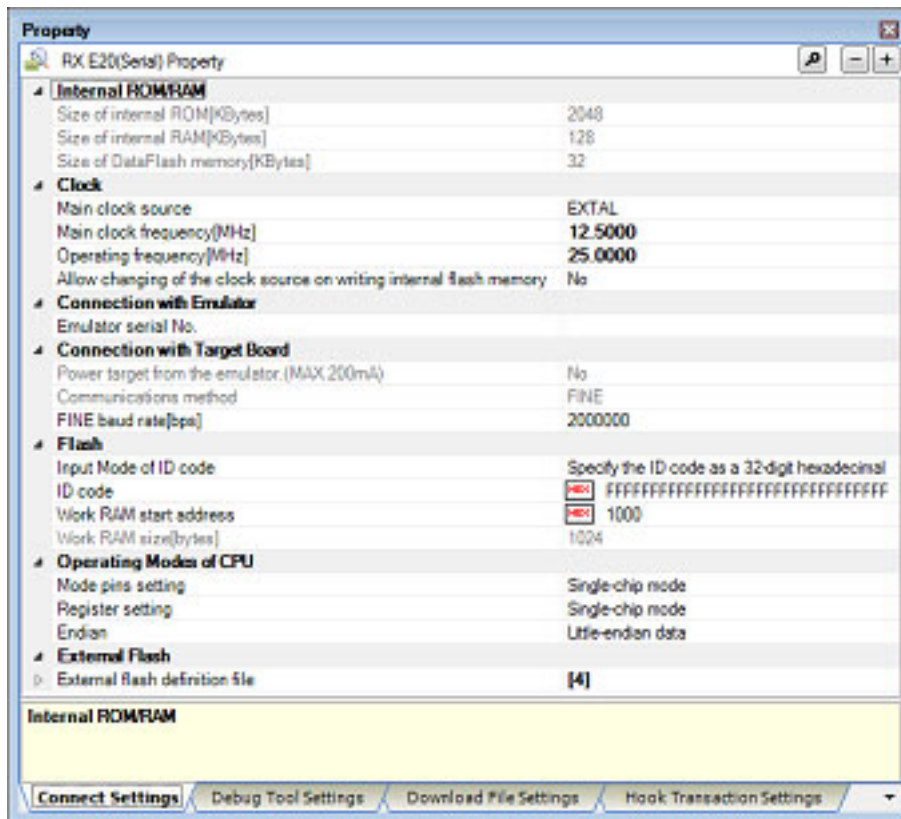 Property
RX E20(Serial) Property
Internal ROM/RAM
Size of internal ROM[KBytes] 2048
Size of internal RAM[KBytes] 128
Size of DataFlash memory[KBytes] 32
Clock
Main clock source EXTAL
Main clock frequency[MHz] 12.5000
Operating frequency[MHz] 25.0000
Allow changing of the clock source on writing internal flash memory No
Connection with Emulator
Emulator serial No.
Connection with Target Board
Power target from the emulator.(MAX 200mA) No
Communications method FINE
FINE baud rate[bps] 2000000
Flash
Input Mode of ID code Specify the ID code as a 32-digit hexadecimal
ID code HEX FFFFFFFFFFFFFFFFFFFFFFFFFFFFFFFF
Work RAM start address HEX 1000
Work RAM size[bytes] 1024
Operating Modes of CPU
Mode pins setting Single-chip mode
Register setting Single-chip mode
Endian Little-endian data
External Flash
External flash definition file [4]
Internal ROM/RAM
Connect Settings Debug Tool Settings Download File Settings Hook Transaction Settings